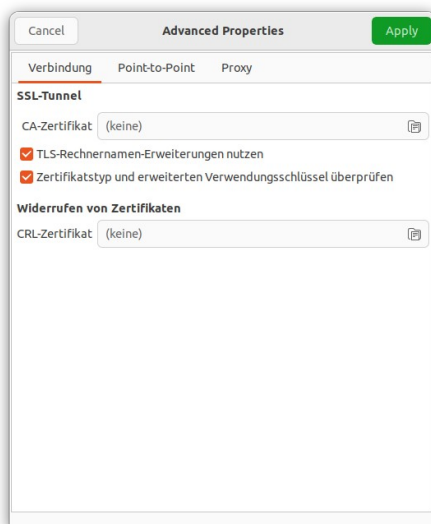 Cancel Advanced Properties Apply
Verbindung Point-to-Point Proxy
SSL-Tunnel
CA-Zertifikat (keine)
TLS-Rechnernamen-Erweiterungen nutzen
Zertifikatstyp und erweiterten Verwendungsschlüssel überprüfen
Widerrufen von Zertifikaten
CRL-Zertifikat (keine)